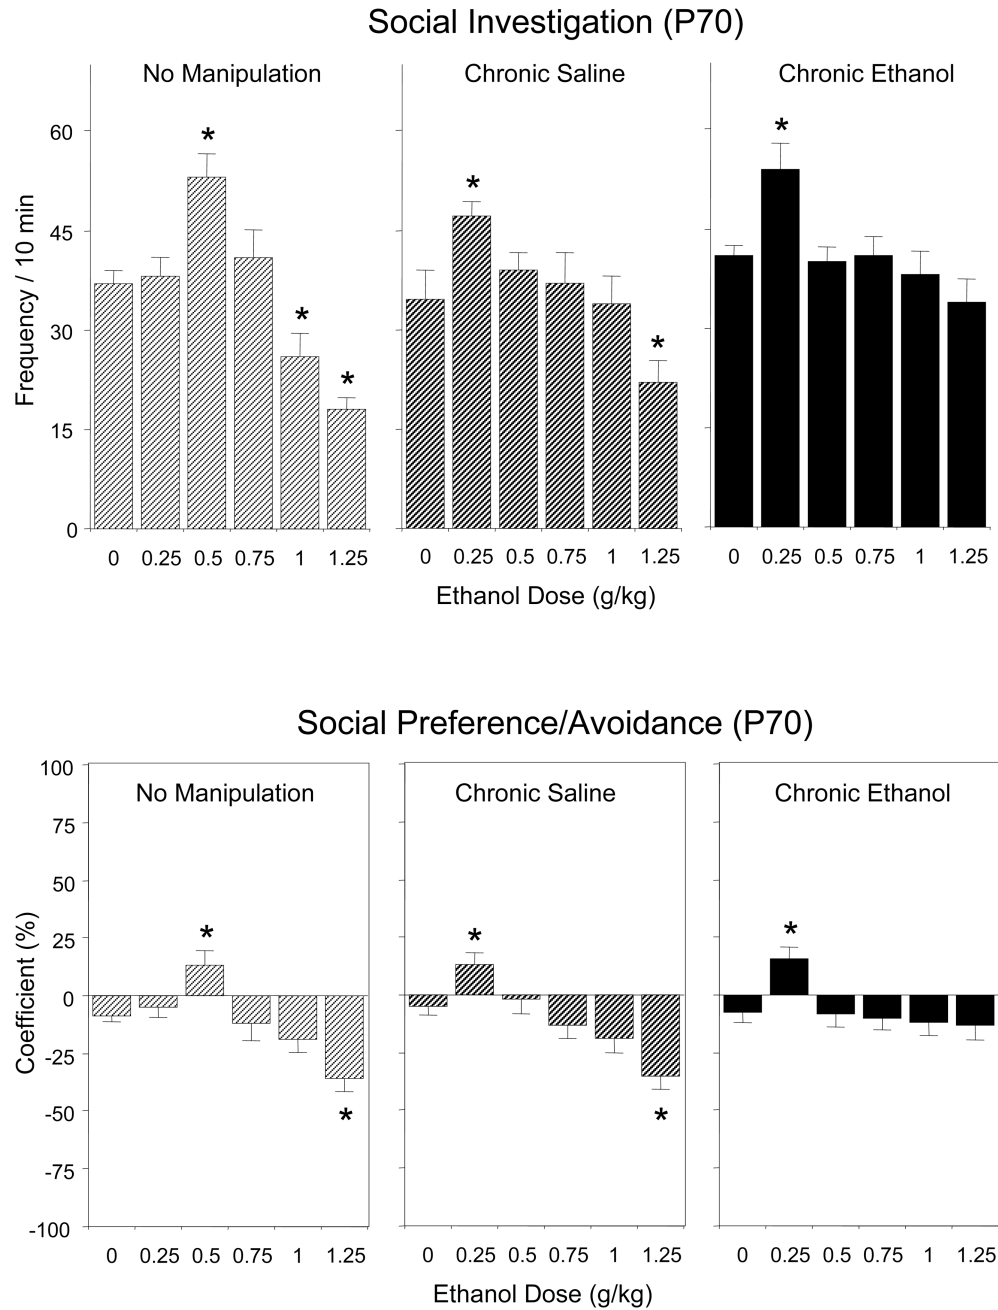 Social Investigation (P70)
No Manipulation
Chronic Saline
Chronic Ethanol
Frequency / 10 min
60
45
30
15
0
*
*
*
*
*
*
0 0.25 0.5 0.75 1 1.25
0 0.25 0.5 0.75 1 1.25
0 0.25 0.5 0.75 1 1.25
Ethanol Dose (g/kg)
Social Preference/Avoidance (P70)
No Manipulation
Chronic Saline
Chronic Ethanol
Coefficient (%)
100
75
50
25
0
-25
-50
-75
-100
*
*
*
*
*
0 0.25 0.5 0.75 1 1.25
0 0.25 0.5 0.75 1 1.25
0 0.25 0.5 0.75 1 1.25
Ethanol Dose (g/kg)